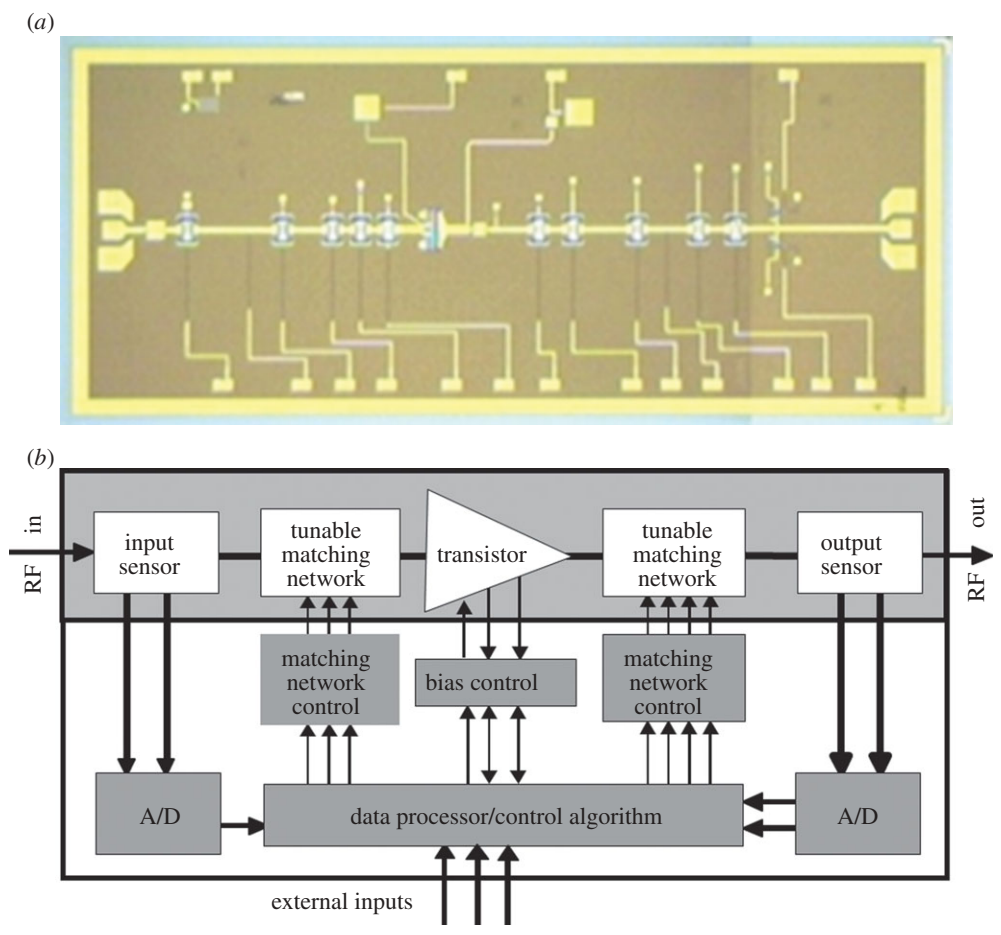 (a)
(b)
RF in
input
sensor
tunable
matching
network
transistor
tunable
matching
network
output
sensor
RF out
matching
network
control
bias control
matching
network
control
A/D
data processor/control algorithm
A/D
external inputs